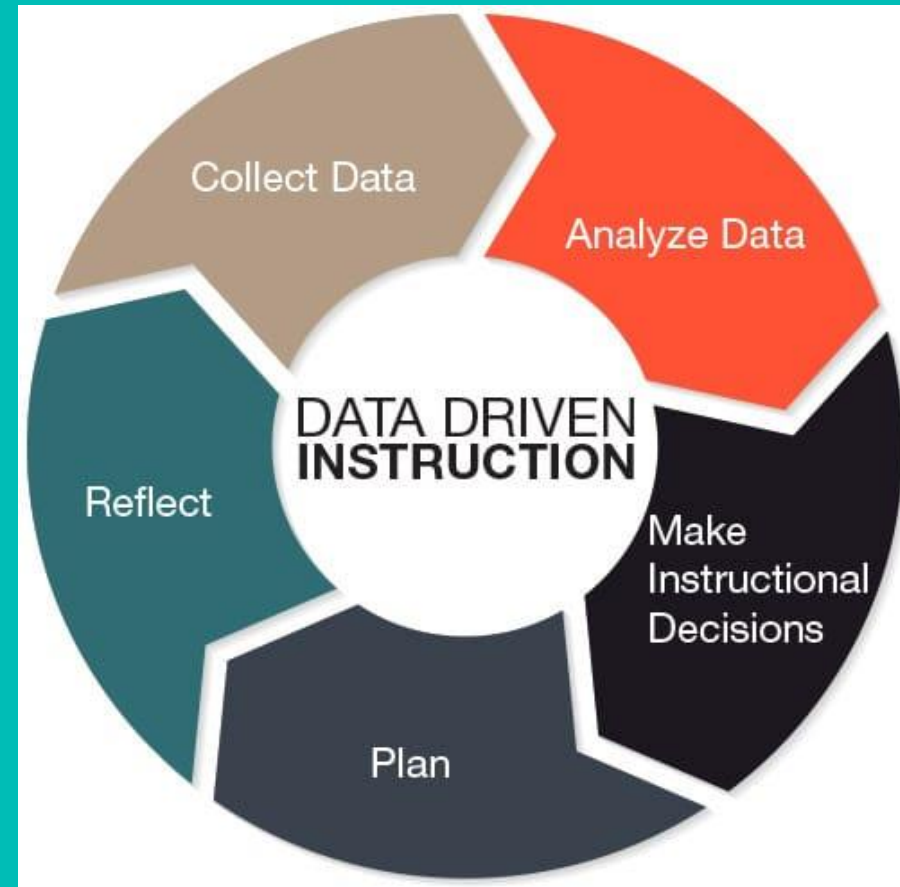 Collect Data
Analyze Data
DATA DRIVEN
INSTRUCTION
Reflect
Make
Instructional
Decisions
Plan